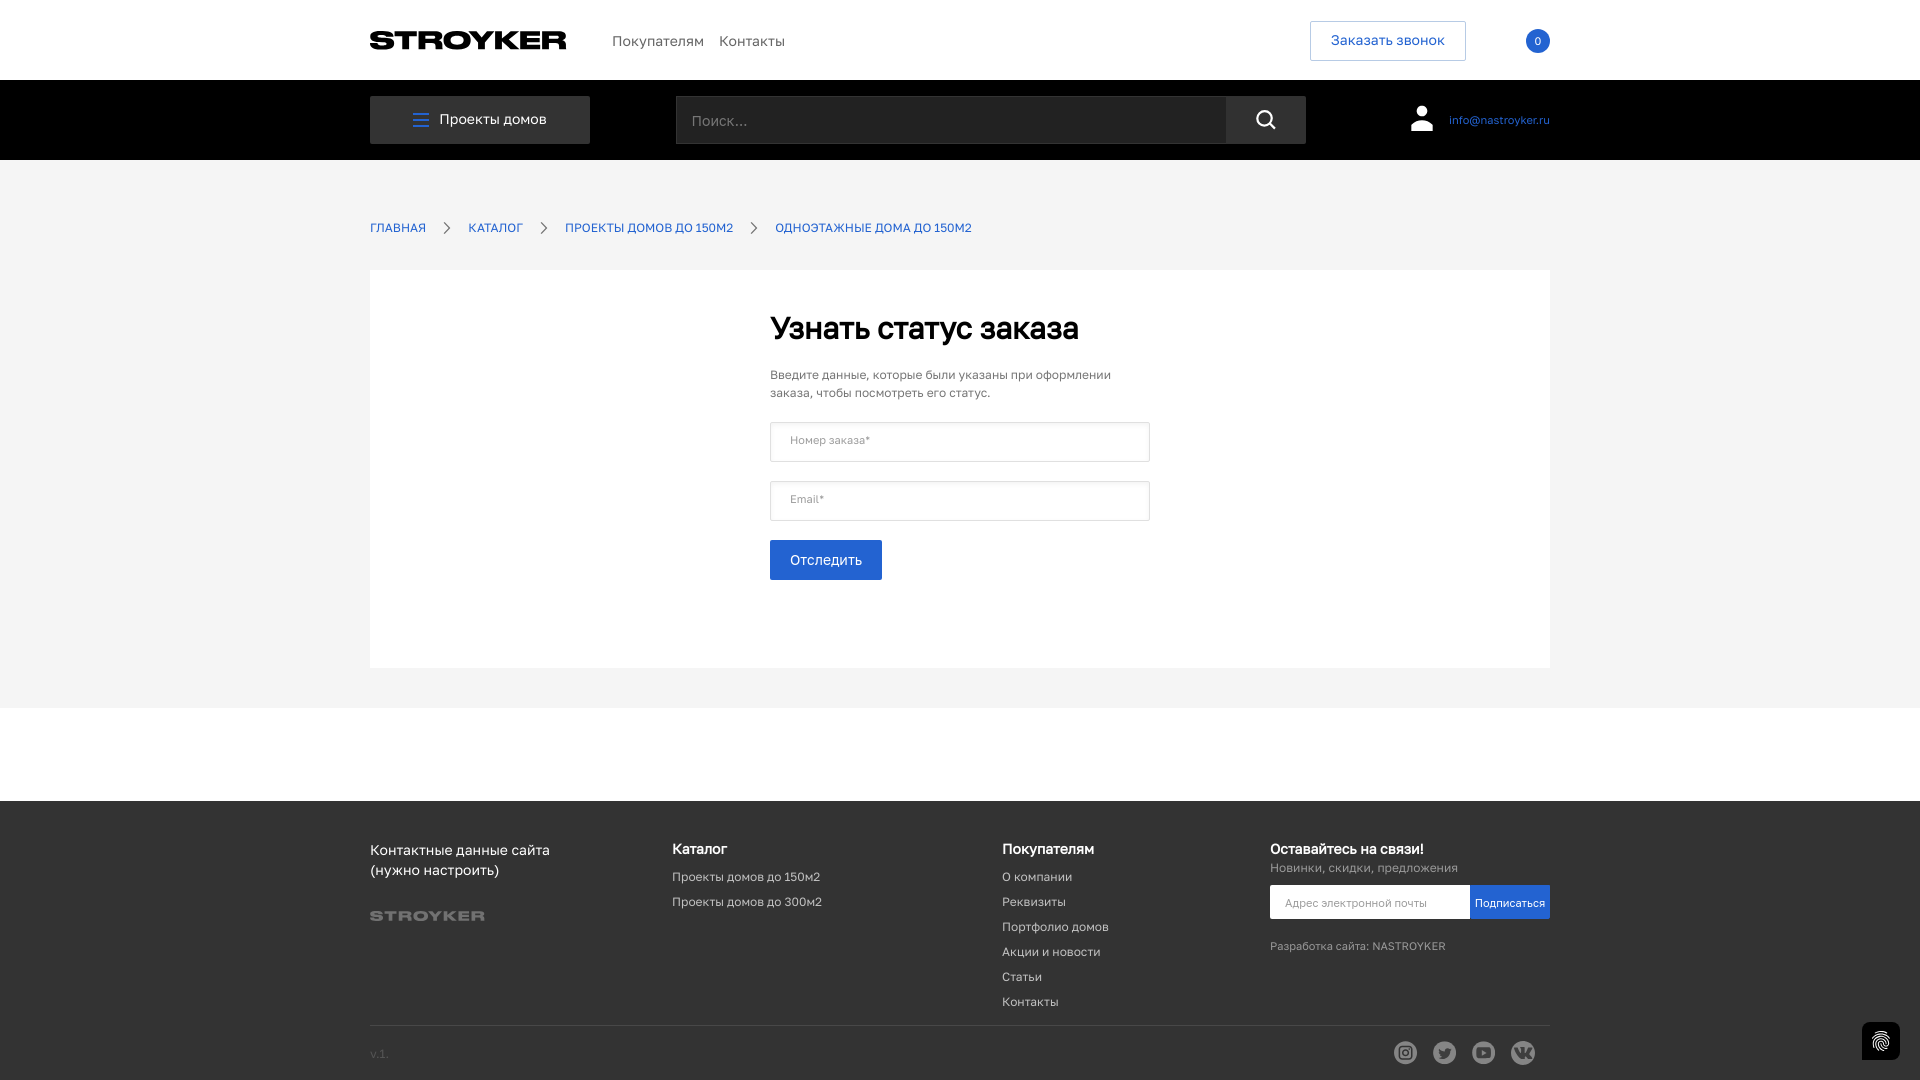 STROYKER
Покупателям Контакты
Заказать звонок
0
Проекты домов
Поиск...
info@nastroyker.ru
ГЛАВНАЯ
КАТАЛОГ
ПРОЕКТЫ ДОМОВ ДО 150М2
ОДНОЭТАЖНЫЕ ДОМА ДО 150М2
Узнать статус заказа
Введите данные, которые были указаны при оформлении
заказа, чтобы посмотреть его статус.
Номер заказа*
Email*
Отследить
Контактные данные сайта
(нужно настроить)
STROYKER
Каталог
Проекты домов до 150м2
Проекты домов до 300м2
Покупателям
О компании
Реквизиты
Портфолио домов
Акции и новости
Статьи
Контакты
Оставайтесь на связи!
Новинки, скидки, предложения
Адрес электронной почты
Подписаться
Разработка сайта: NASTROYKER
v.1.